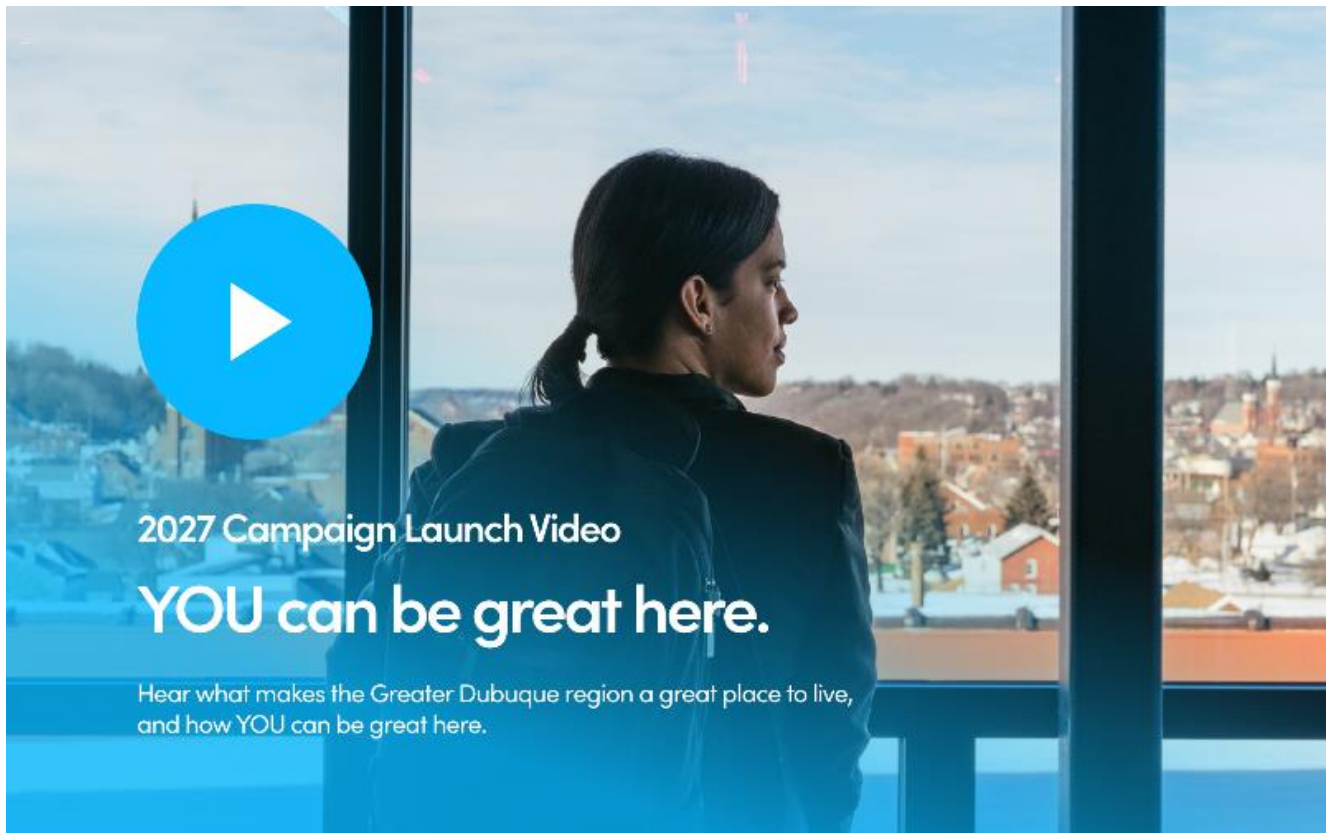 2027 Campaign Launch Video
YOU can be great here.
Hear what makes the Greater Dubuque region a great place to live,
and how YOU can be great here.